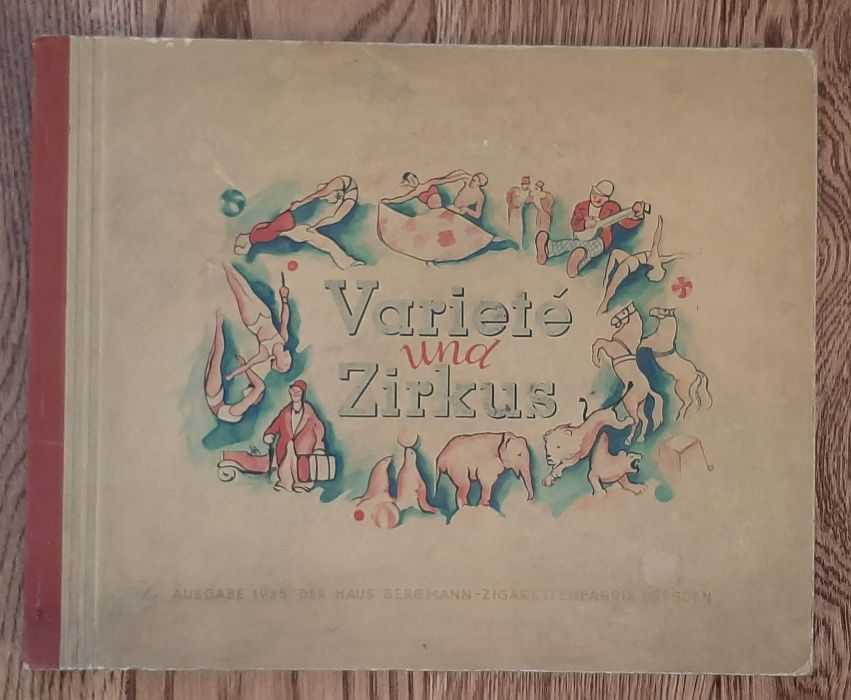 Varieté
und
Zirkus
AUSGABE 1935 DER HAUS BERGMANN-ZIGARETTENFABRIK DRESDEN